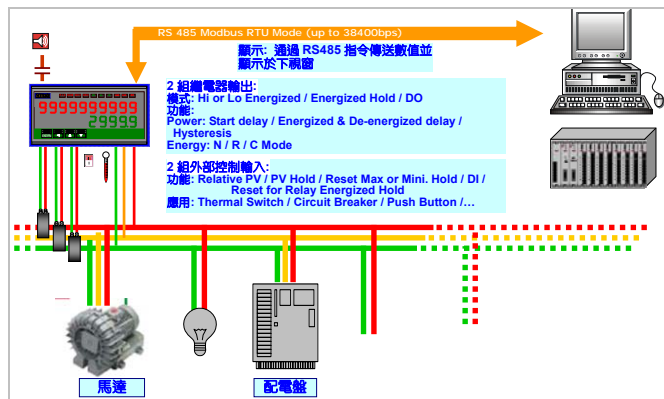 RS 485 Modbus RTU Mode (up to 38400bps)
顯示: 通過 RS485 指令傳送數值並
顯示於下視窗
9999999999
29999.9
2 組繼電器輸出:
模式: Hi or Lo Energized / Energized Hold / DO
功能:
Power: Start delay / Energized & De-energized delay /
Hysteresis
Energy: N / R / C Mode
2 組外部控制輸入:
功能: Relative PV / PV Hold / Reset Max or Mini. Hold / DI /
Reset for Relay Energized Hold
應用: Thermal Switch / Circuit Breaker / Push Button /…
馬達
配電盤